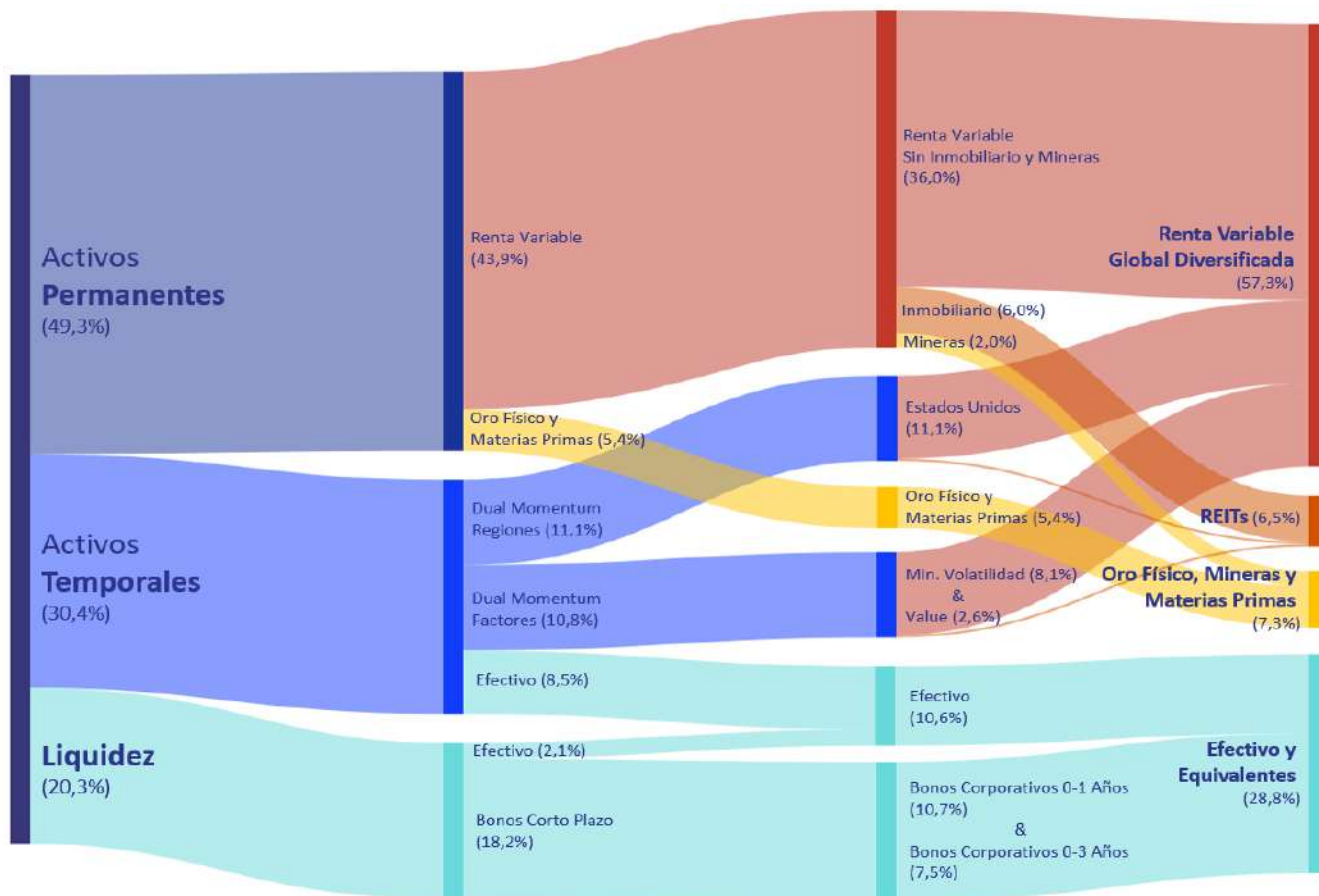 Activos
Permanentes
(49,3%)
Activos
Temporales
(30,4%)
Liquidez
(20,3%)
Renta Variable
(43,9%)
Oro Físico y
Materias Primas (5,4%)
Dual Momentum
Regiones (11,1%)
Dual Momentum
Factores (10,8%)
Efectivo (8,5%)
Efectivo (2,1%)
Bonos Corto Plazo
(18,2%)
Renta Variable
Sin Inmobiliario y Mineras
(36,0%)
Inmobiliario (6,0%)
Mineras (2,0%)
Estados Unidos
(11,1%)
Oro Físico y
Materias Primas (5,4%)
Min. Volatilidad (8,1%)
&
Value (2,6%)
Efectivo
(10,6%)
Bonos Corporativos 0-1 Años
(10,7%)
&
Bonos Corporativos 0-3 Años
(7,5%)
Renta Variable
Global Diversificada
(57,3%)
REITs (6,5%)
Oro Físico, Mineras y
Materias Primas
(7,3%)
Efectivo y
Equivalentes
(28,8%)